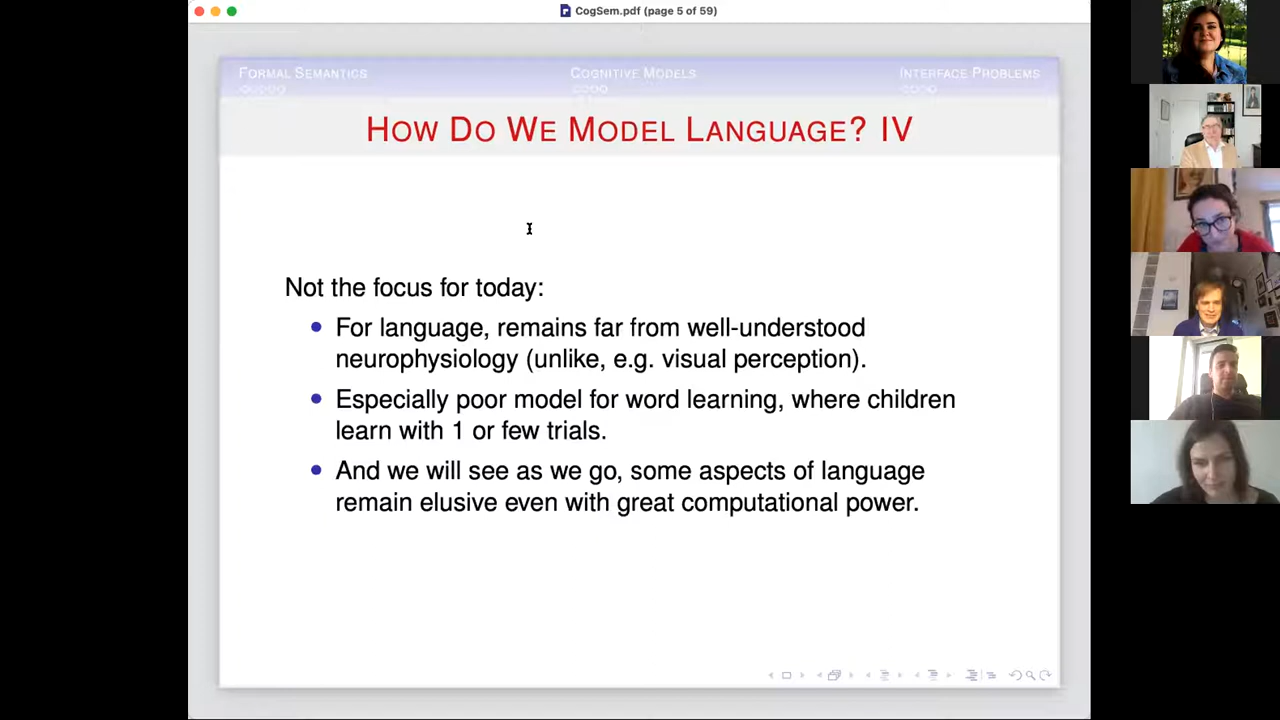 CogSem.pdf (page 5 of 59)
FORMAL SEMANTICS
COGNITIVE MODELS
INTERFACE PROBLEMS
HOW DO WE MODEL LANGUAGE? IV
Not the focus for today:
• For language, remains far from well-understood
neurophysiology (unlike, e.g. visual perception).
• Especially poor model for word learning, where children
learn with 1 or few trials.
• And we will see as we go, some aspects of language
remain elusive even with great computational power.